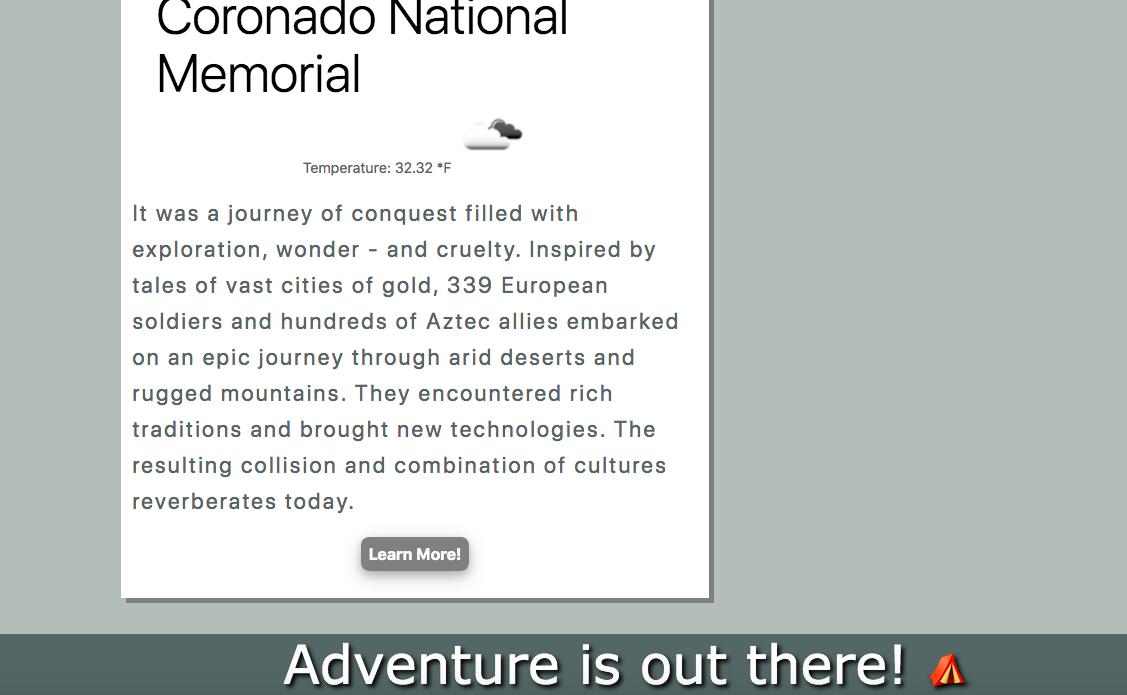 Coronado National
Memorial
Temperature: 32.32 °F
It was a journey of conquest filled with
exploration, wonder - and cruelty. Inspired by
tales of vast cities of gold, 339 European
soldiers and hundreds of Aztec allies embarked
on an epic journey through arid deserts and
rugged mountains. They encountered rich
traditions and brought new technologies. The
resulting collision and combination of cultures
reverberates today.
Learn More!
Adventure is out there!